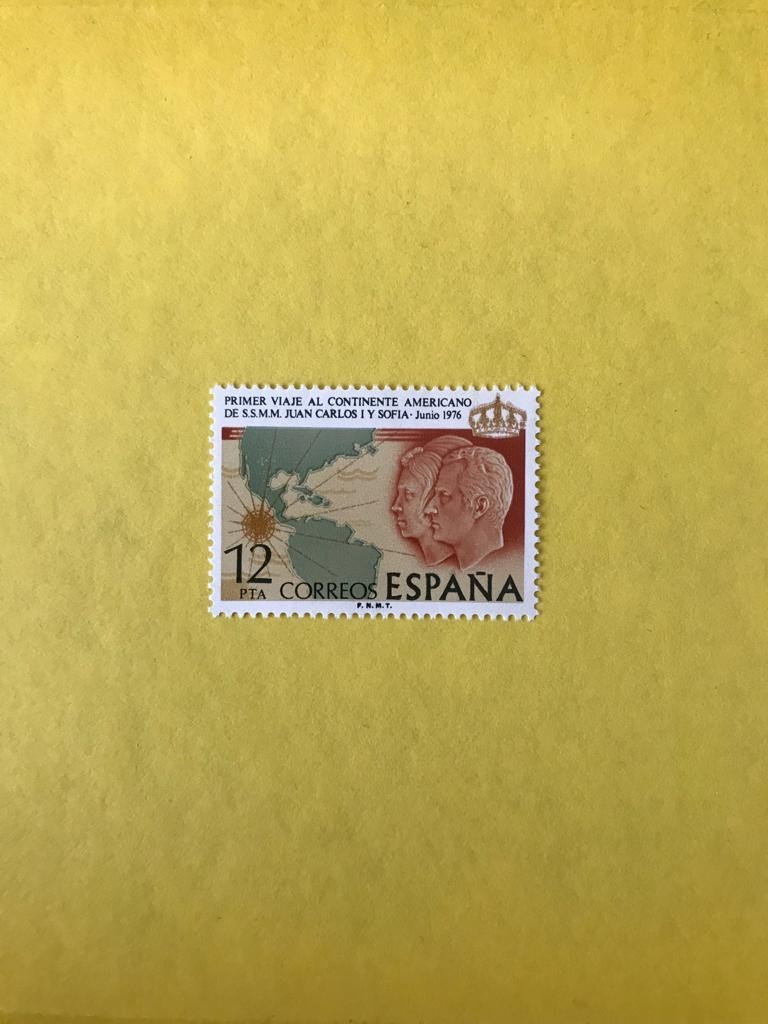 PRIMER VIAJE AL CONTINENTE AMERICANO
DE S.S.M.M. JUAN CARLOS I Y SOFIA · Junio 1976
12
PTA CORREOS ESPAÑA
F. N. M. T.